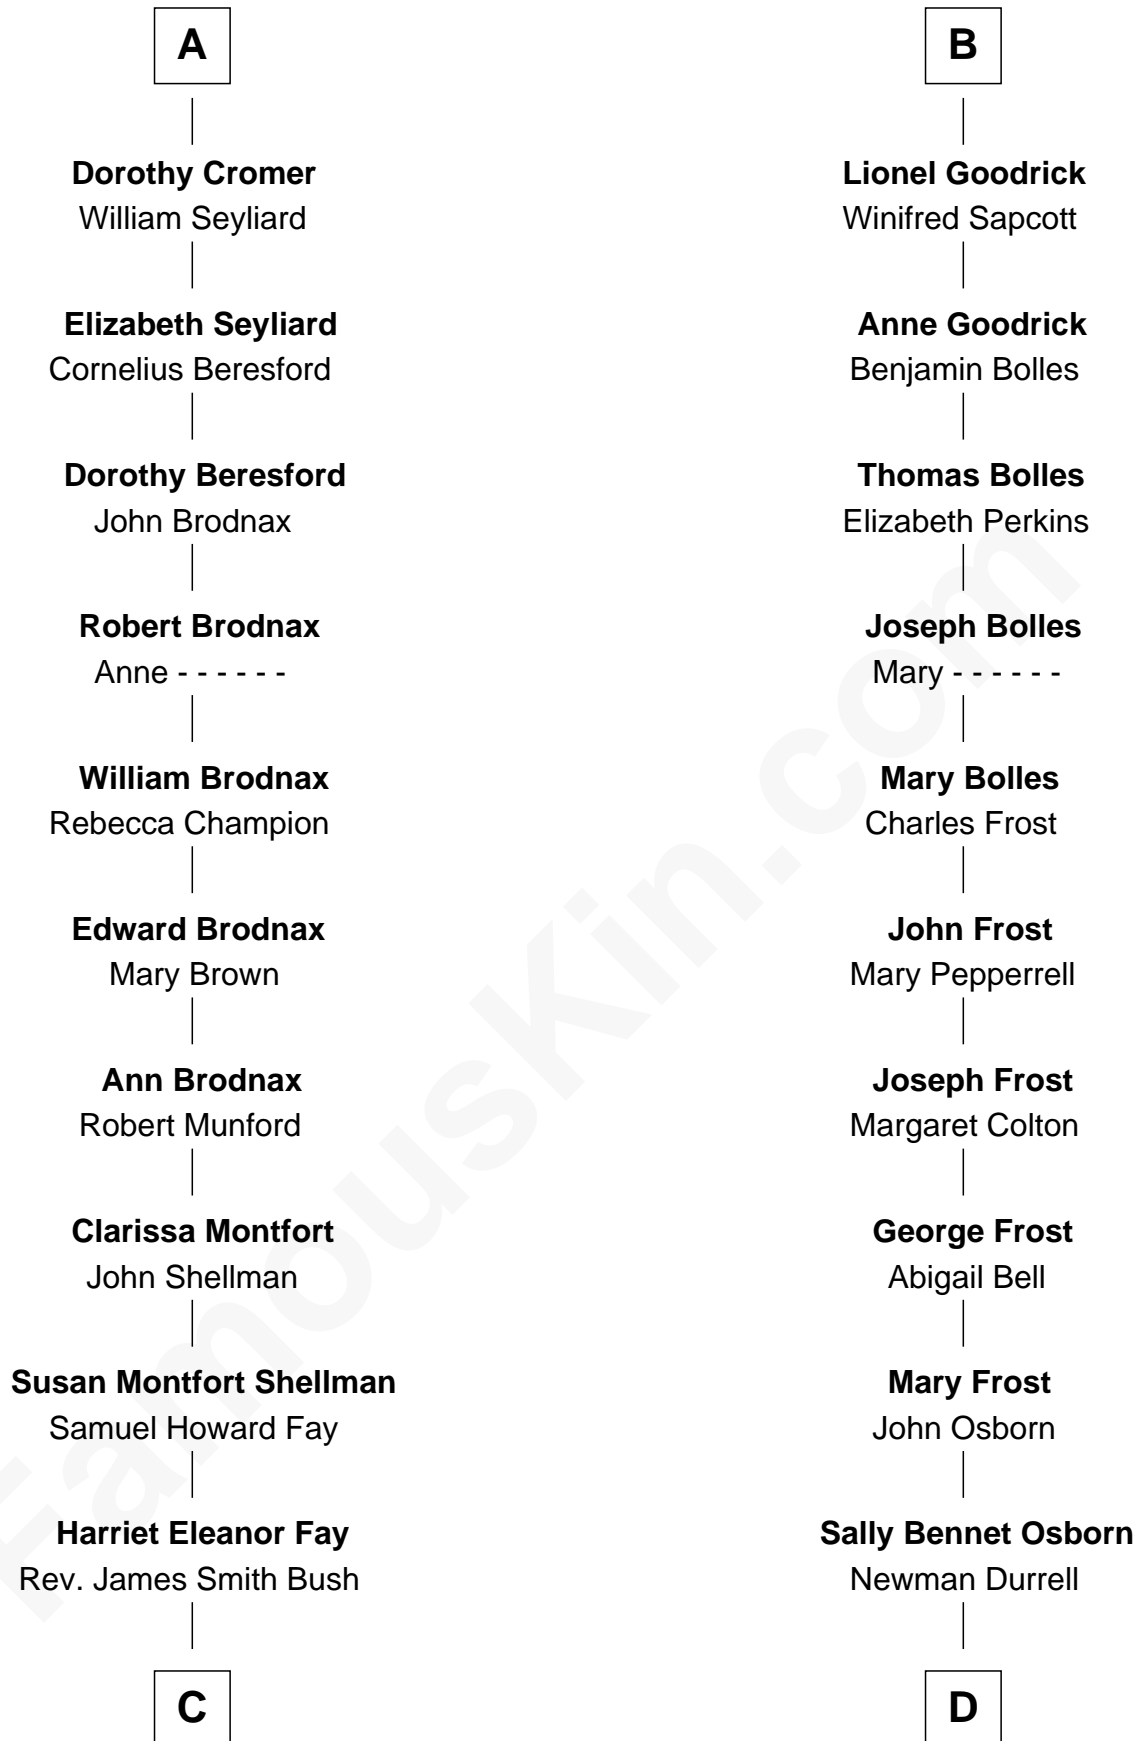 A
Dorothy Cromer
William Seyliard
Elizabeth Seyliard
Cornelius Beresford
Dorothy Beresford
John Brodnax
Robert Brodnax
Anne - - - - - -
William Brodnax
Rebecca Champion
Edward Brodnax
Mary Brown
Ann Brodnax
Robert Munford
Clarissa Montfort
John Shellman
Susan Montfort Shellman
Samuel Howard Fay
Harriet Eleanor Fay
Rev. James Smith Bush
C
B
Lionel Goodrick
Winifred Sapcott
Anne Goodrick
Benjamin Bolles
Thomas Bolles
Elizabeth Perkins
Joseph Bolles
Mary - - - - - -
Mary Bolles
Charles Frost
John Frost
Mary Pepperrell
Joseph Frost
Margaret Colton
George Frost
Abigail Bell
Mary Frost
John Osborn
Sally Bennet Osborn
Newman Durrell
D
FamousKin.com